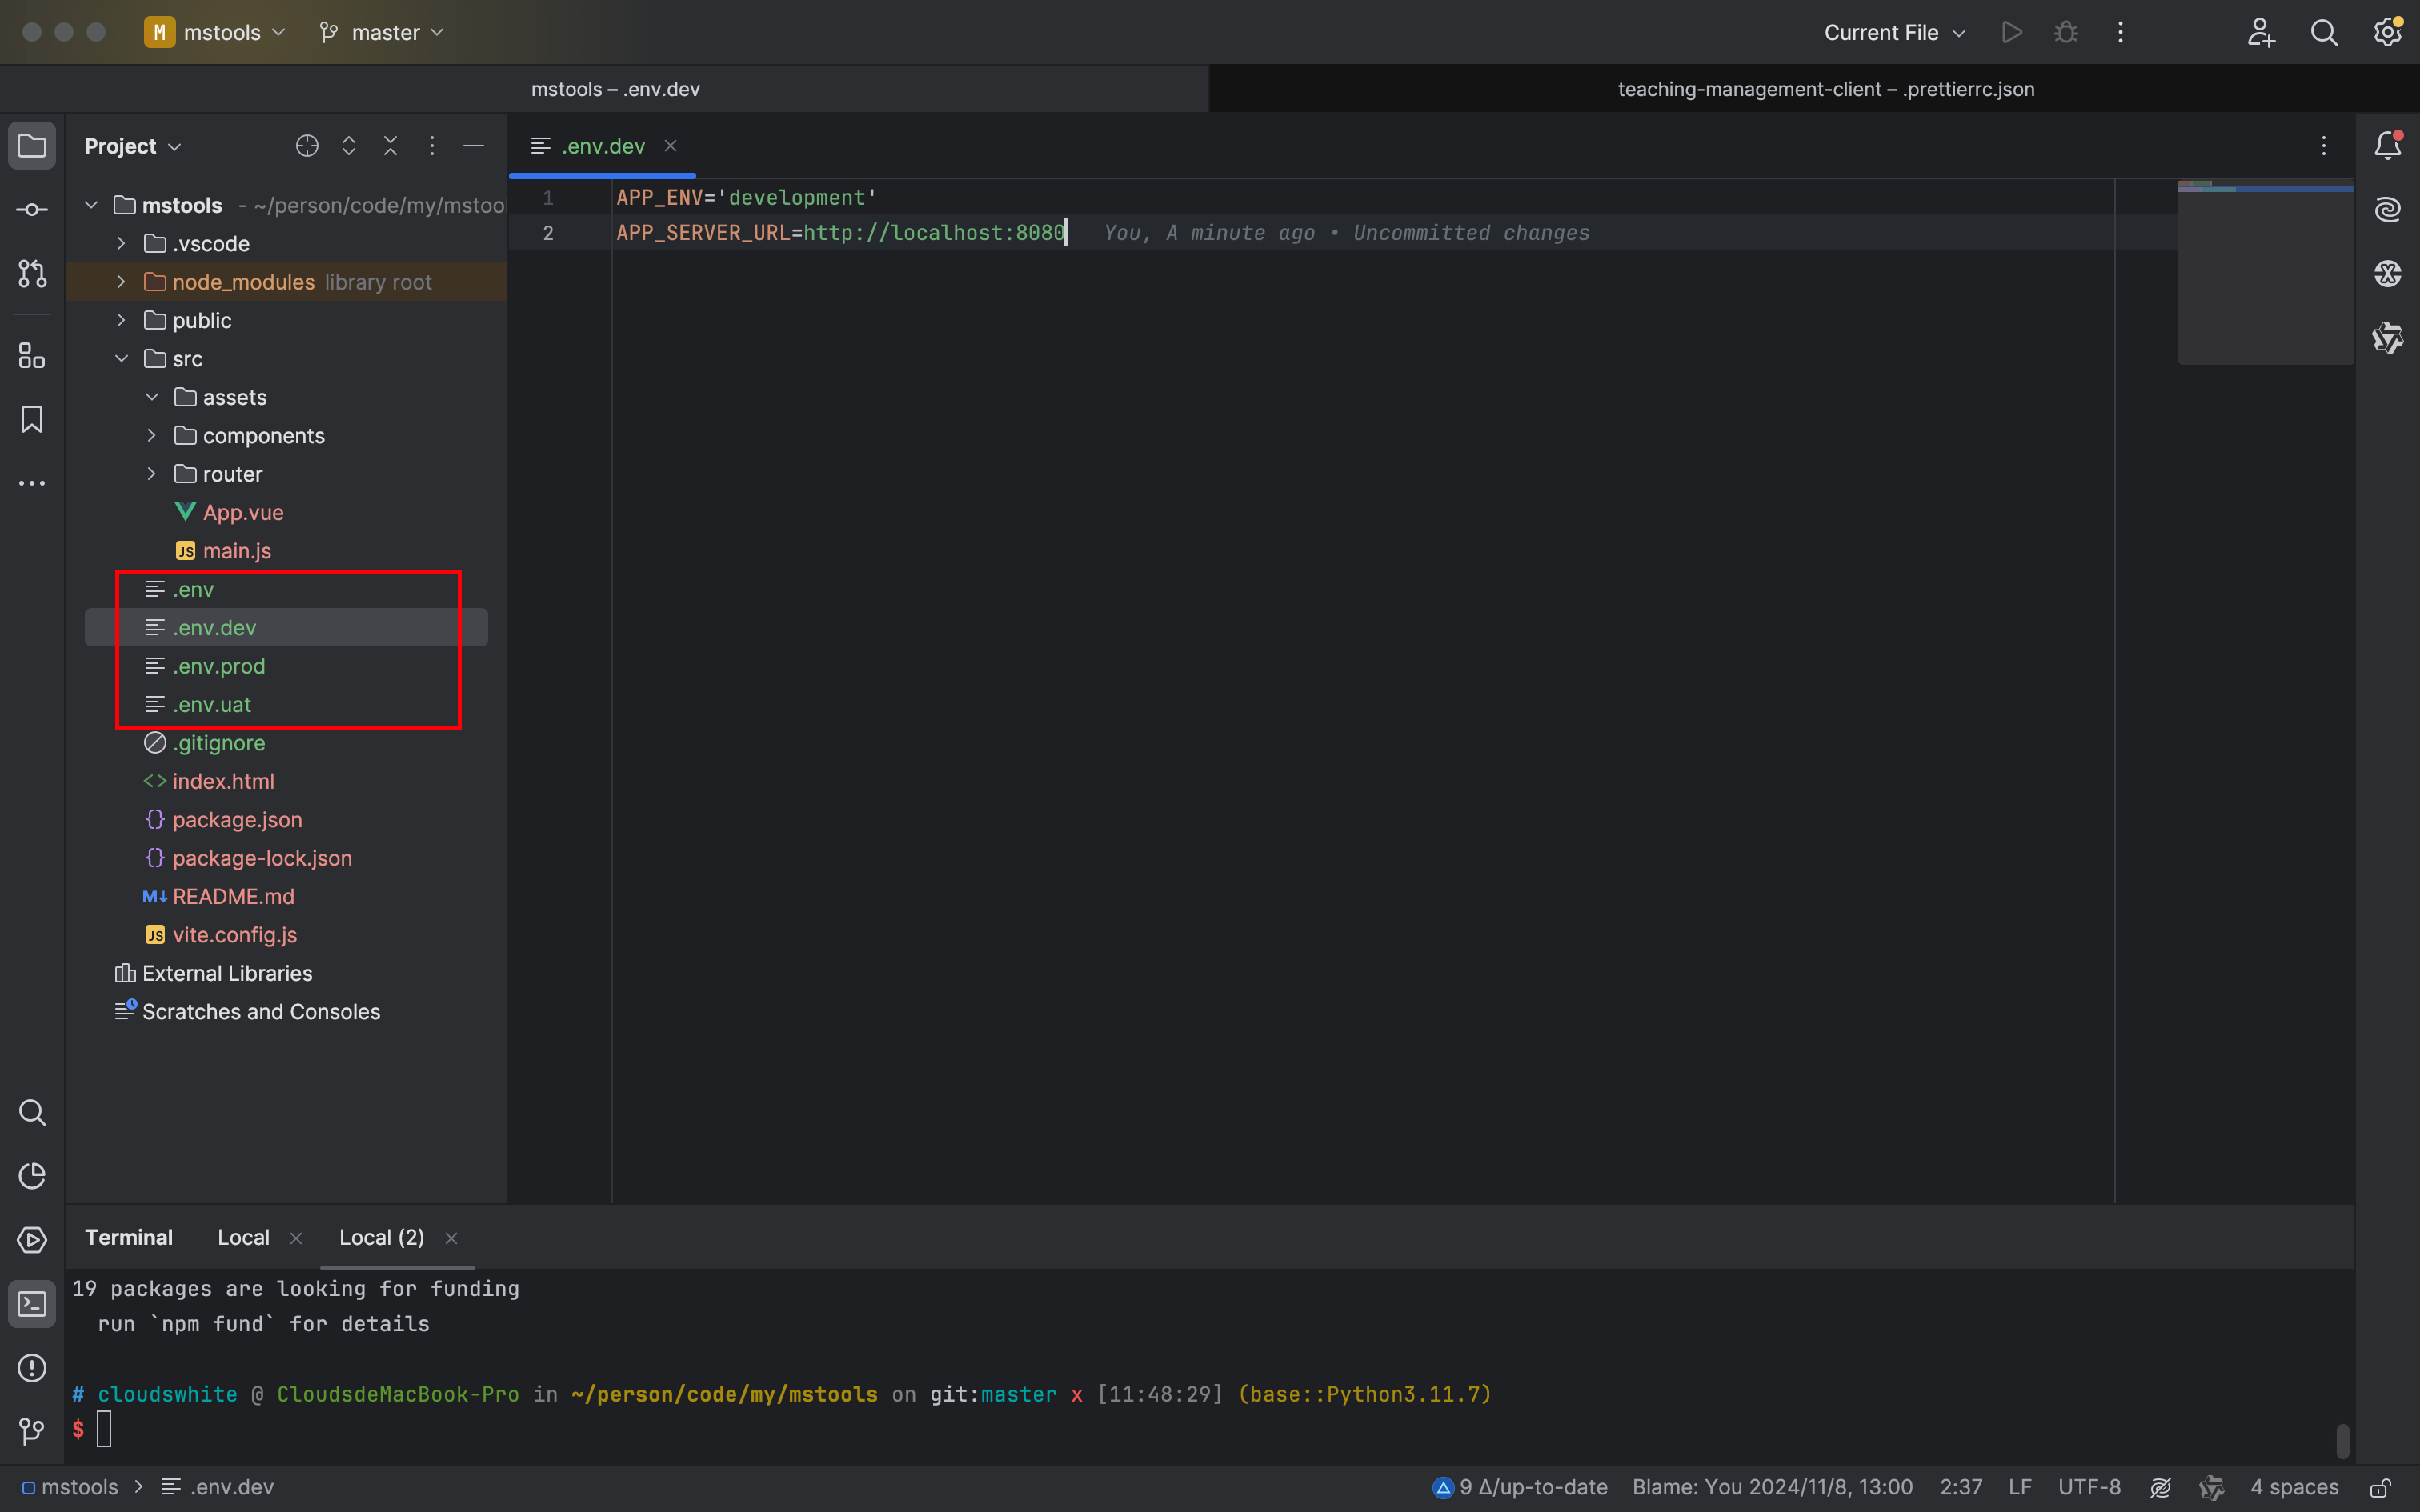 M mstools master Current File
mstools – .env.dev
teaching-management-client – .prettierrc.json
Project
.env.dev
mstools - ~/person/code/my/mstool
.vscode
node_modules library root
public
src
assets
components
router
App.vue
JS main.js
.env
.env.dev
.env.prod
.env.uat
.gitignore
<> index.html
{} package.json
{} package-lock.json
M↓ README.md
JS vite.config.js
External Libraries
Scratches and Consoles
1 APP_ENV='development'
2 APP_SERVER_URL=http://localhost:8080 You, A minute ago • Uncommitted changes
Terminal Local Local (2)
19 packages are looking for funding
run `npm fund` for details
# cloudswhite @ CloudsdeMacBook-Pro in ~/person/code/my/mstools on git:master x [11:48:29] (base::Python3.11.7)
$
mstools > .env.dev
9 Δ/up-to-date Blame: You 2024/11/8, 13:00 2:37 LF UTF-8 4 spaces